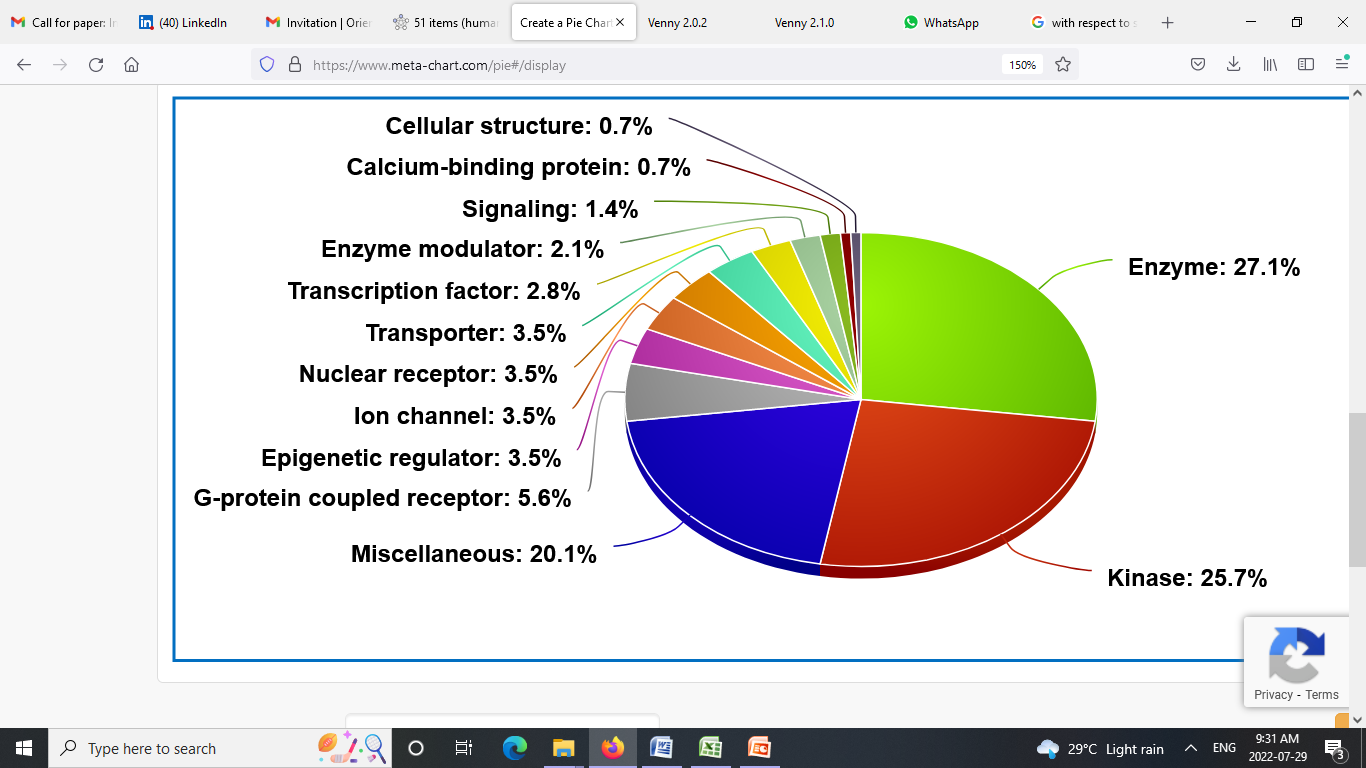 Call for paper: In
(40) LinkedIn
Invitation | Orien
51 items (huma
Create a Pie Chart
Venny 2.0.2
Venny 2.1.0
WhatsApp
with respect to s
https://www.meta-chart.com/pie#/display
150%
Cellular structure: 0.7%
Calcium-binding protein: 0.7%
Signaling: 1.4%
Enzyme modulator: 2.1%
Transcription factor: 2.8%
Transporter: 3.5%
Nuclear receptor: 3.5%
Ion channel: 3.5%
Epigenetic regulator: 3.5%
G-protein coupled receptor: 5.6%
Miscellaneous: 20.1%
Enzyme: 27.1%
Kinase: 25.7%
Privacy - Terms
Type here to search
29°C Light rain
ENG
9:31 AM
2022-07-29
3